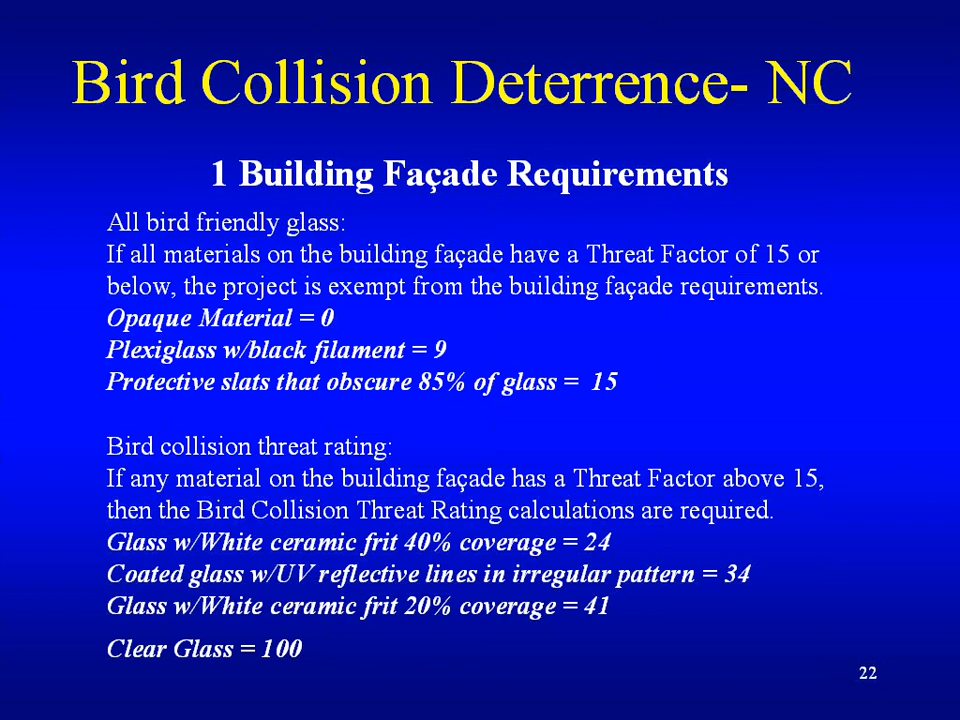 Bird Collision Deterrence- NC
1 Building Façade Requirements
All bird friendly glass:
If all materials on the building façade have a Threat Factor of 15 or
below, the project is exempt from the building façade requirements.
Opaque Material = 0
Plexiglass w/black filament = 9
Protective slats that obscure 85% of glass =  15
Bird collision threat rating:
If any material on the building façade has a Threat Factor above 15,
then the Bird Collision Threat Rating calculations are required.
Glass w/White ceramic frit 40% coverage = 24
Coated glass w/UV reflective lines in irregular pattern = 34
Glass w/White ceramic frit 20% coverage = 41
Clear Glass = 100
22